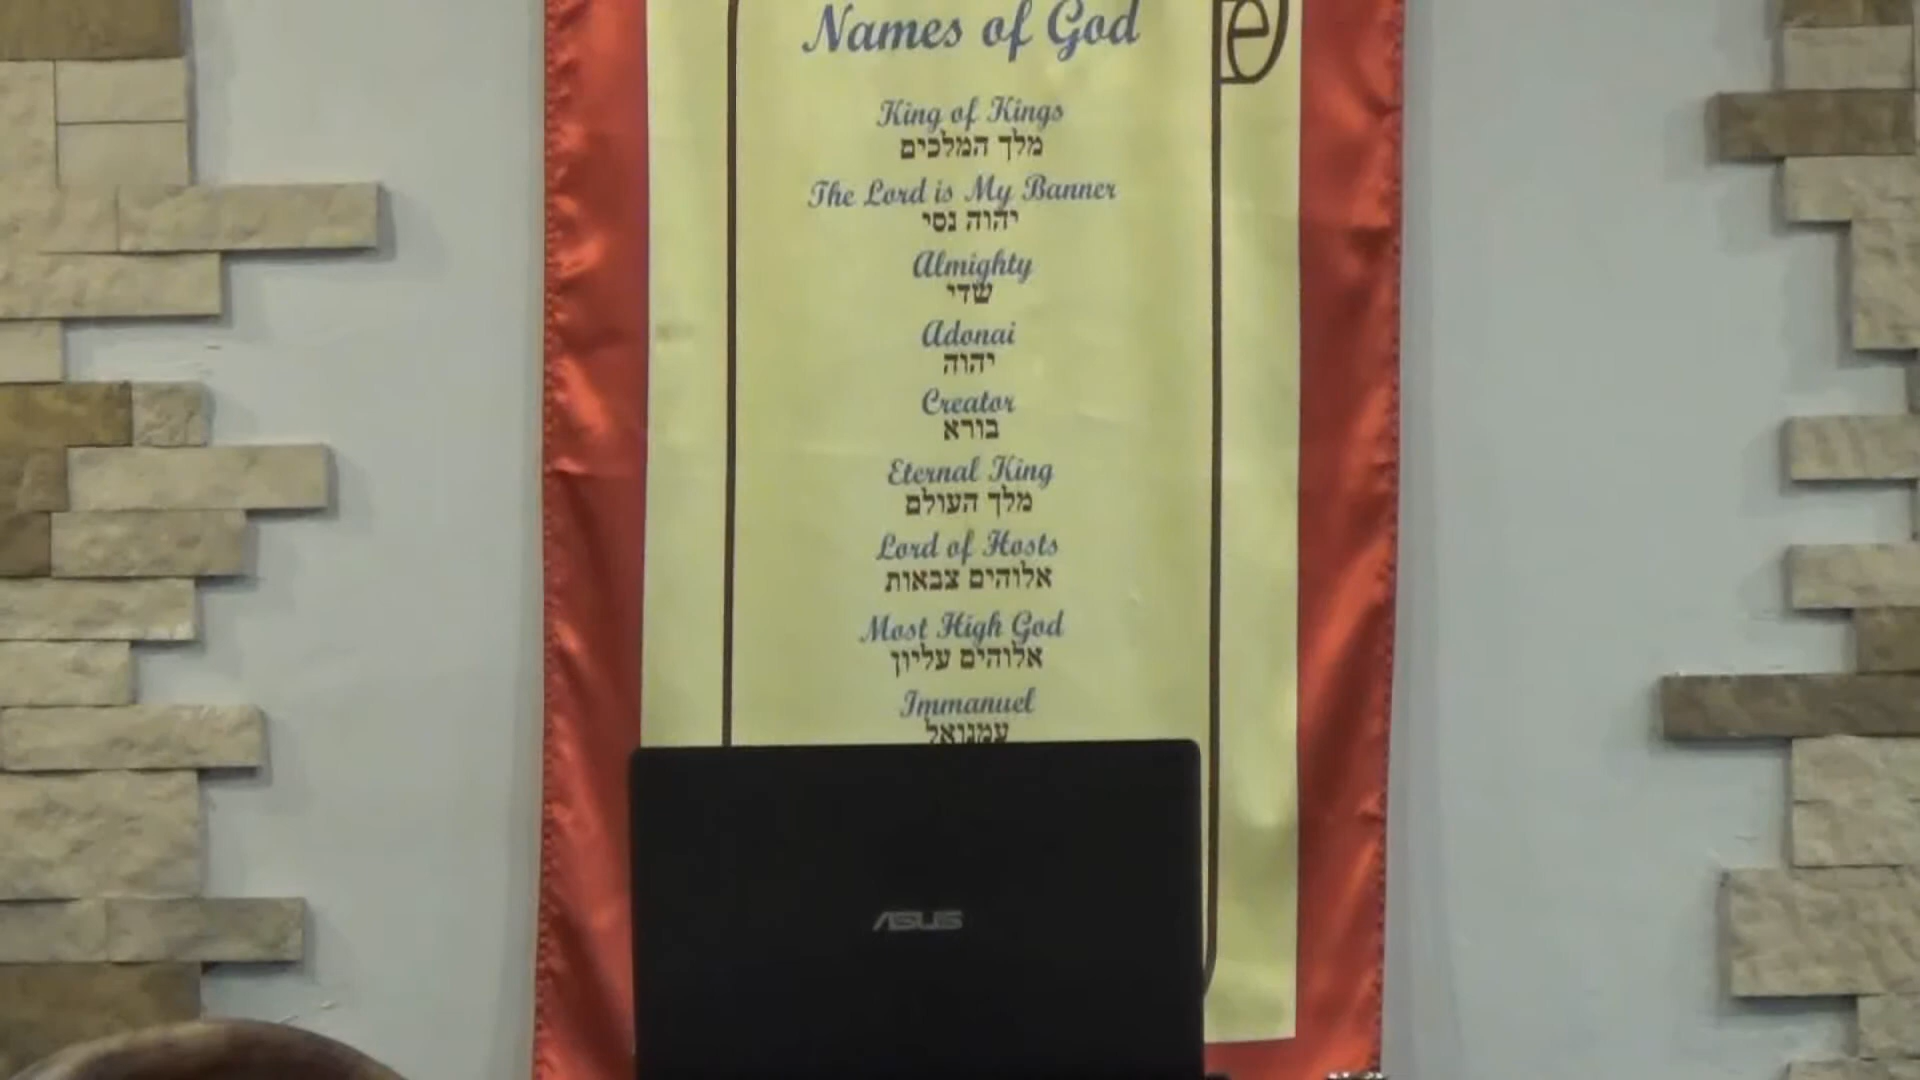 Names of God
King of Kings
מלך המלכים
The Lord is My Banner
יהוה נסי
Almighty
שדי
Adonai
יהוה
Creator
בורא
Eternal King
מלך העולם
Lord of Hosts
אלוהים צבאות
Most High God
אלוהים עליון
Immanuel
עמנואל
ASUS